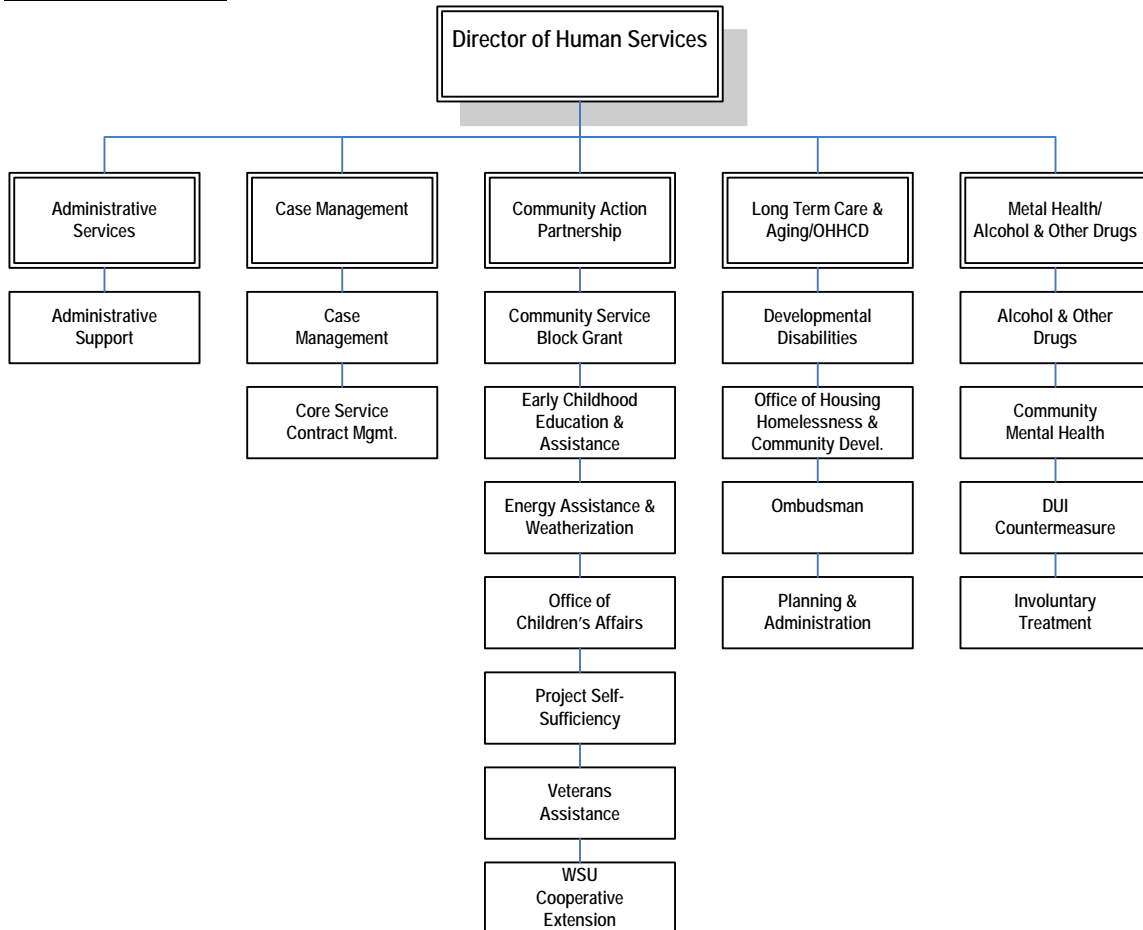 Director of Human Services
Administrative
Services
Case Management
Community Action
Partnership
Long Term Care &
Aging/OHHCD
Metal Health/
Alcohol & Other Drugs
Administrative
Support
Case
Management
Core Service
Contract Mgmt.
Community Service
Block Grant
Early Childhood
Education &
Assistance
Energy Assistance &
Weatherization
Office of
Children's Affairs
Project Self-
Sufficiency
Veterans
Assistance
WSU
Cooperative
Extension
Developmental
Disabilities
Office of Housing
Homelessness &
Community Devel.
Ombudsman
Planning &
Administration
Alcohol & Other
Drugs
Community
Mental Health
DUI
Countermeasure
Involuntary
Treatment